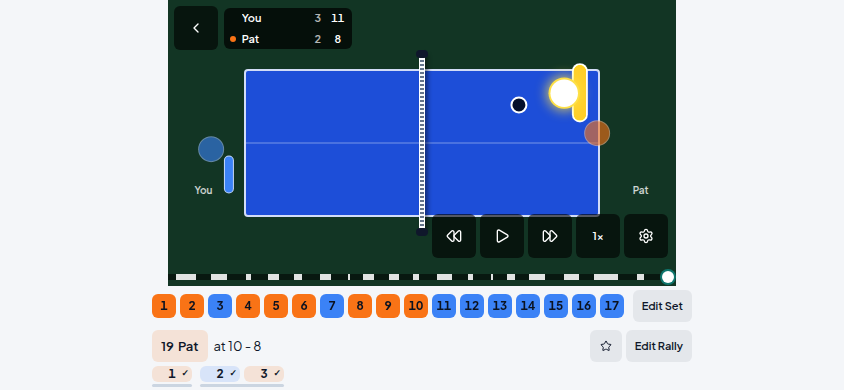 You 3 11
Pat 2 8
You
Pat
1x
1 2 3 4 5 6 7 8 9 10 11 12 13 14 15 16 17 Edit Set
19 Pat at 10 - 8 Edit Rally
1 ✓ 2 ✓ 3 ✓